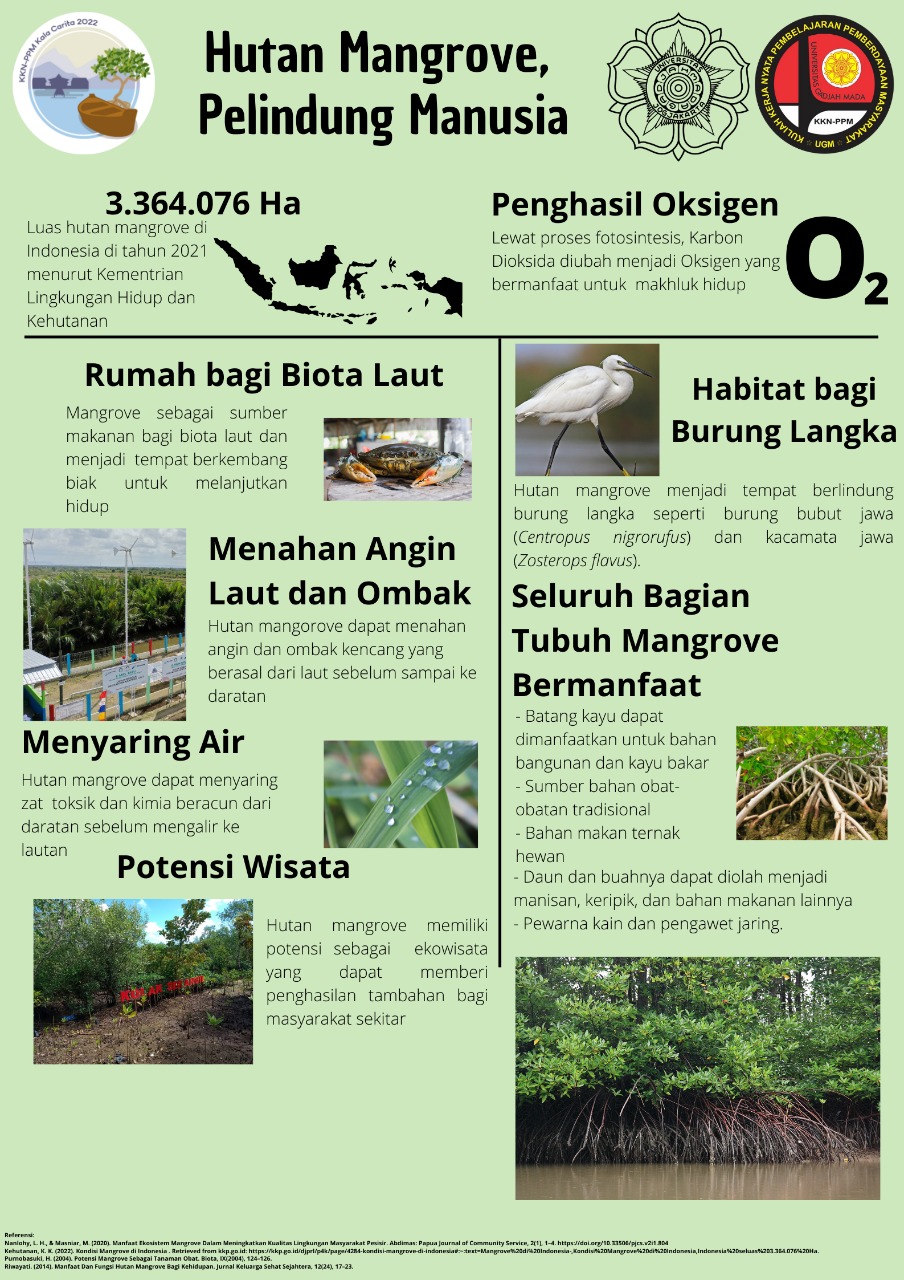 KKN-PPM Kala Carita 2022
Hutan Mangrove,
Pelindung Manusia
UNIVERSITAS
GADJAH MADA
JOGJAKARTA
KULIAH KERJA NYATA PEMBELAJARAN PEMBERDAYAAN MASYARAKAT
UNIVERSITAS GADJAH MADA
KKN-PPM
UGM
3.364.076 Ha
Luas hutan mangrove di
Indonesia di tahun 2021
menurut Kementrian
Lingkungan Hidup dan
Kehutanan
Penghasil Oksigen
Lewat proses fotosintesis, Karbon
Dioksida diubah menjadi Oksigen yang
bermanfaat untuk makhluk hidup
O2
Rumah bagi Biota Laut
Mangrove sebagai sumber
makanan bagi biota laut dan
menjadi tempat berkembang
biak untuk melanjutkan
hidup
Menahan Angin
Laut dan Ombak
Hutan mangorove dapat menahan
angin dan ombak kencang yang
berasal dari laut sebelum sampai ke
daratan
Menyaring Air
Hutan mangrove dapat menyaring
zat toksik dan kimia beracun dari
daratan sebelum mengalir ke
lautan
Potensi Wisata
Hutan mangrove memiliki
potensi sebagai ekowisata
yang dapat memberi
penghasilan tambahan bagi
masyarakat sekitar
Habitat bagi
Burung Langka
Hutan mangrove menjadi tempat berlindung
burung langka seperti burung bubut jawa
(Centropus nigrorufus) dan kacamata jawa
(Zosterops flavus).
Seluruh Bagian
Tubuh Mangrove
Bermanfaat
- Batang kayu dapat
dimanfaatkan untuk bahan
bangunan dan kayu bakar
- Sumber bahan obat-
obatan tradisional
- Bahan makan ternak
hewan
- Daun dan buahnya dapat diolah menjadi
manisan, keripik, dan bahan makanan lainnya
- Pewarna kain dan pengawet jaring.
Referensi:
Nanlohy, L. H., & Masniar, M. (2020). Manfaat Ekosistem Mangrove Dalam Meningkatkan Kualitas Lingkungan Masyarakat Pesisir. Abdimas: Papua Journal of Community Service, 2(1), 1–4. https://doi.org/10.33506/pjcs.v2i1.804
Kehutanan, K. K. (2022). Kondisi Mangrove di Indonesia . Retrieved from kkp.go.id: https://kkp.go.id/djprl/p4k/page/4284-kondisi-mangrove-di-indonesia#:~:text=Mangrove%20di%20Indonesia-,Kondisi%20Mangrove%20di%20Indonesia,Indonesia%20seluas%203.364.076%20Ha.
Purnobasuki, H. (2004). Potensi Mangrove Sebagai Tanaman Obat. Biota, IX(2004), 124–126.
Riwayati. (2014). Manfaat Dan Fungsi Hutan Mangrove Bagi Kehidupan. Jurnal Keluarga Sehat Sejahtera, 12(24), 17–23.